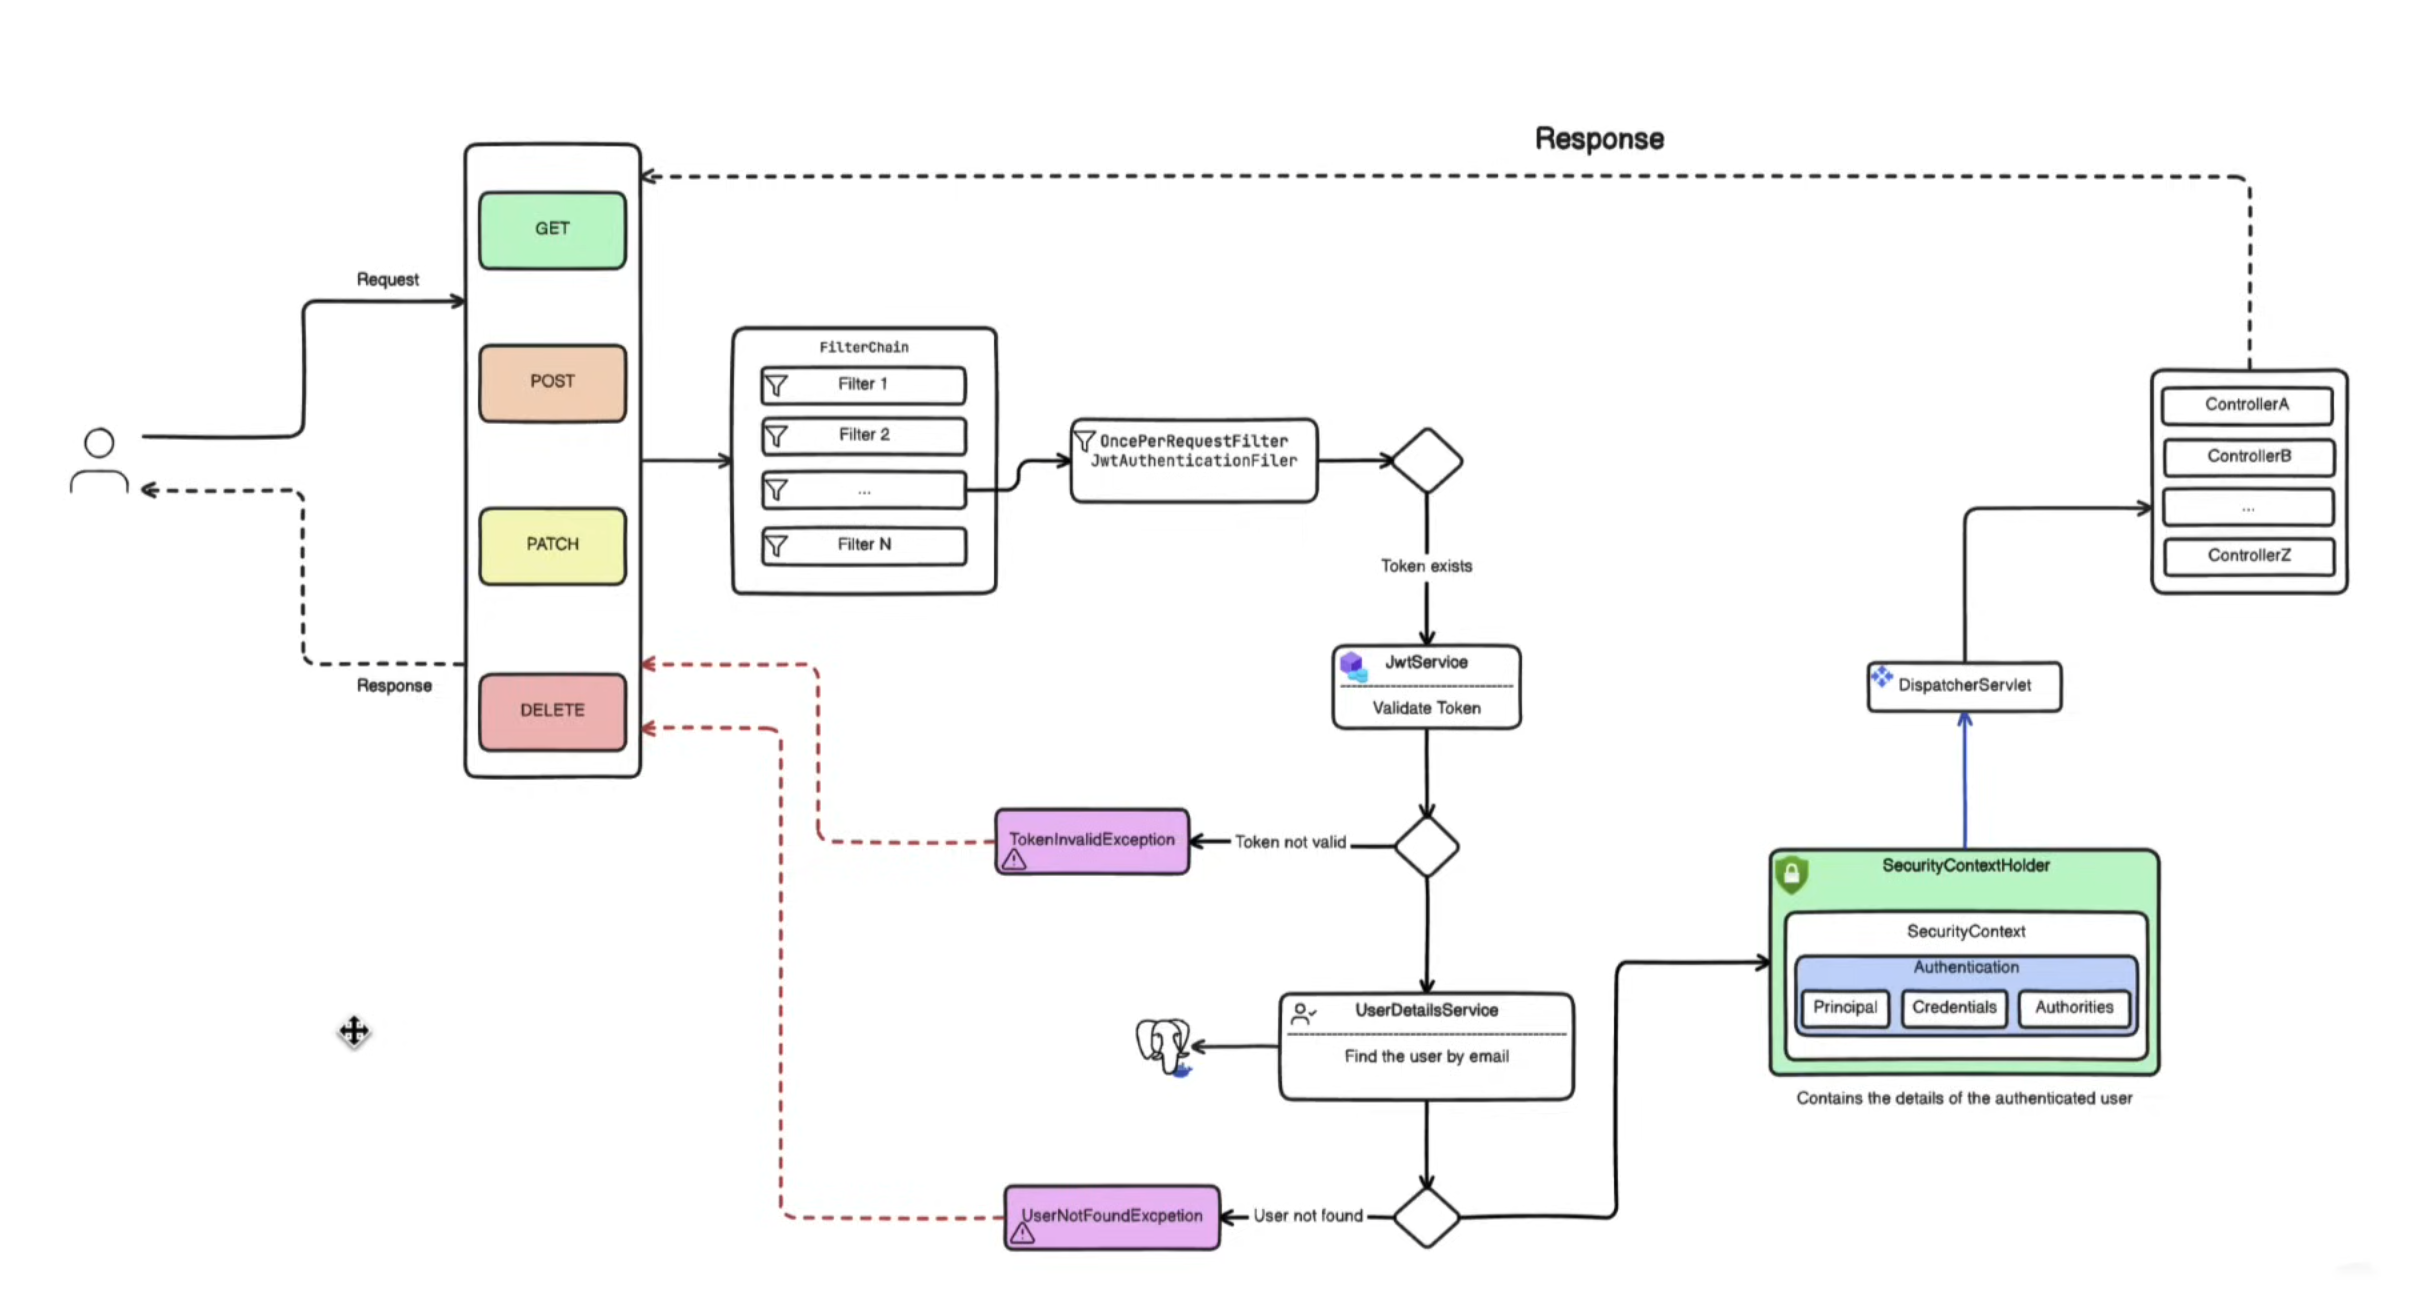 Response
GET
Request
POST
PATCH
DELETE
Response
FilterChain
Filter 1
Filter 2
...
Filter N
OncePerRequestFilter
JwtAuthenticationFiler
Token exists
JwtService
Validate Token
Token not valid
TokenInvalidException
UserDetailsService
Find the user by email
User not found
UserNotFoundExcpetion
SecurityContextHolder
SecurityContext
Authentication
Principal
Credentials
Authorities
Contains the details of the authenticated user
DispatcherServlet
ControllerA
ControllerB
...
ControllerZ